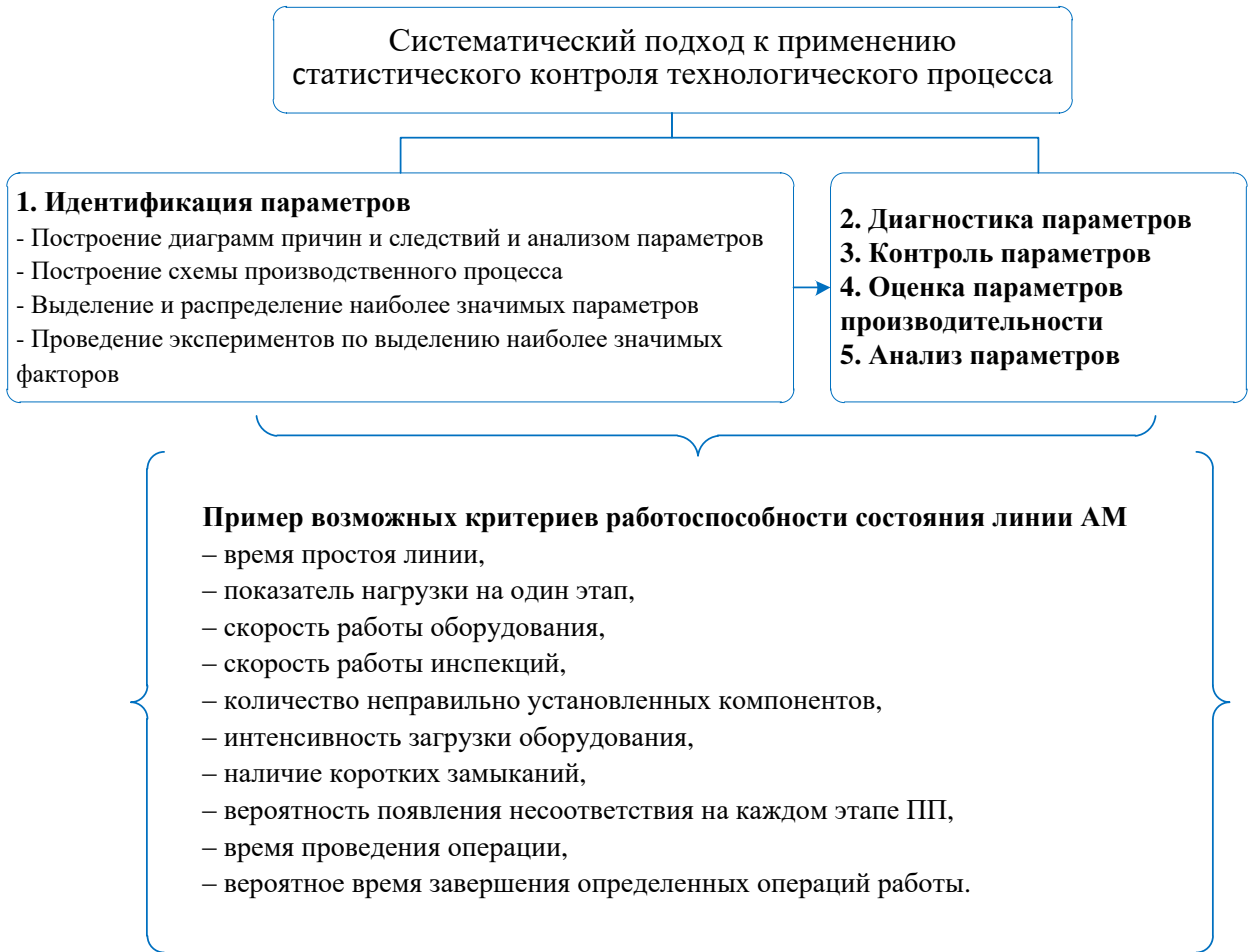 Систематический подход к применению
статистического контроля технологического процесса
1. Идентификация параметров
- Построение диаграмм причин и следствий и анализом параметров
- Построение схемы производственного процесса
- Выделение и распределение наиболее значимых параметров
- Проведение экспериментов по выделению наиболее значимых
факторов
2. Диагностика параметров
3. Контроль параметров
4. Оценка параметров
производительности
5. Анализ параметров
Пример возможных критериев работоспособности состояния линии АМ
– время простоя линии,
– показатель нагрузки на один этап,
– скорость работы оборудования,
– скорость работы инспекций,
– количество неправильно установленных компонентов,
– интенсивность загрузки оборудования,
– наличие коротких замыканий,
– вероятность появления несоответствия на каждом этапе ПП,
– время проведения операции,
– вероятное время завершения определенных операций работы.